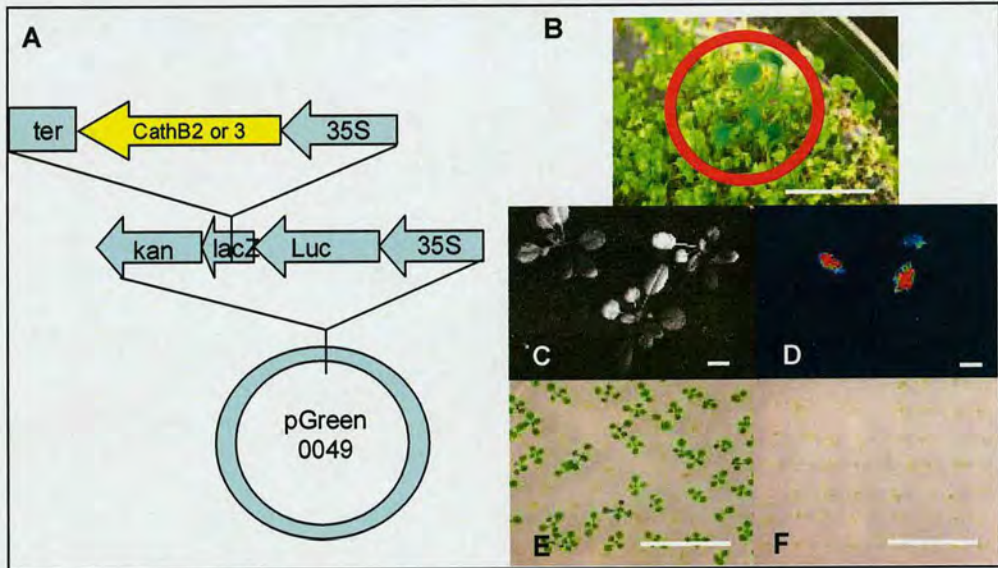 A
ter
CathB2 or 3
35S
kan
lacZ
Luc
35S
pGreen
0049
B
C
D
E
F